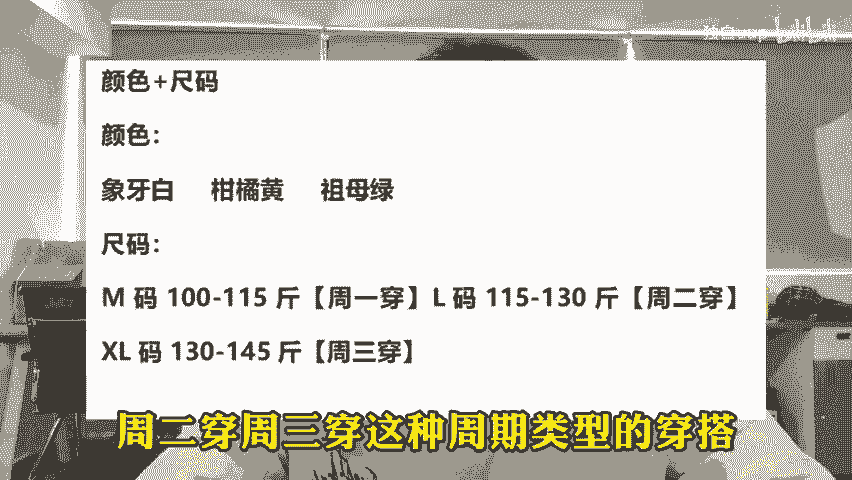 颜色+尺码
颜色：
象牙白 柑橘黄 祖母绿
尺码：
M 码 100-115 斤【周一穿】L 码 115-130 斤【周二穿】
XL 码 130-145 斤【周三穿】
周二穿周三穿这种周期类型的穿搭